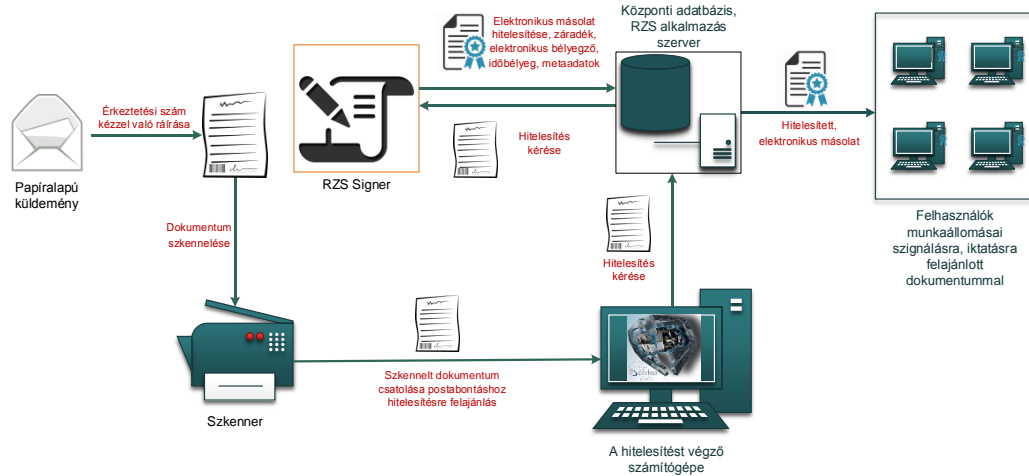 Elektronikus másolat
hitelesítése, záradék,
elektronikus bélyegző,
időbélyeg, metaadatok
Központi adatbázis,
RZS alkalmazás
szerver
Érkeztetési szám
kézzel való ráírása
Papíralapú
küldemény
RZS Signer
Hitelesítés
kérése
Hitelesített,
elektronikus másolat
Felhasználók
munkaállomásai
szignálásra, iktatásra
felajánlott
dokumentummal
Dokumentum
szkennelése
Hitelesítés
kérése
Szkennelt dokumentum
csatolása postabontáshoz
hitelesítésre felajánlás
Szkenner
A hitelesítést végző
számítógépe